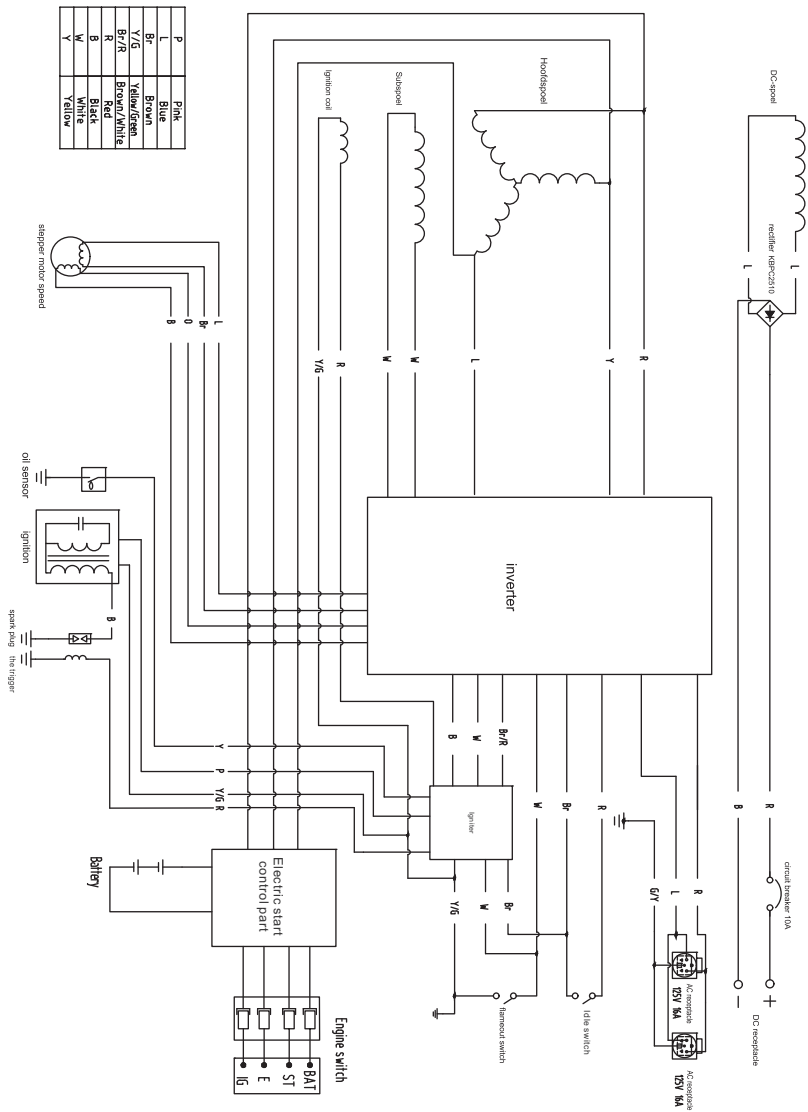 DC-spoel
L
L
rectifier KBPC2510
R
B
circuit breaker 10A
+
-
DC receptacle
Hoofdspoel
R
Y
L
Subspoel
W
W
Ignition coil
R
Y/G
inverter
R
L
G/Y
AC receptacle
125V 16A
AC receptacle
125V 16A
R
Br
W
Idle switch
flameout switch
Br/R
W
B
Igniter
Br
W
Y/G
P Pink
L Blue
Br Brown
Y/G Yellow/Green
Br/R Brown/White
R Red
B Black
W White
Y Yellow
stepper motor speed
L
Br
O
B
oil sensor
ignition
B
spark plug
the trigger
Y
P
Y/G
R
Electric start
control part
Battery
Engine switch
BAT
ST
E
IG